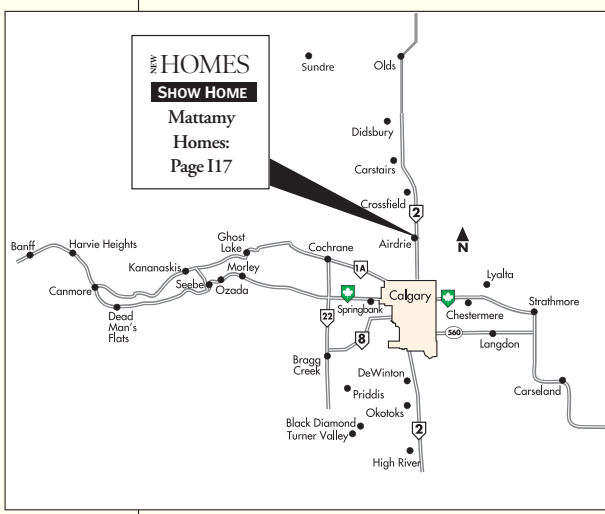 NEW HOMES
SHOW HOME
Mattamy
Homes:
Page I17
Sundre
Olds
Didsbury
Carstairs
Crossfield
2
Airdrie
N
Banff
Harvie Heights
Ghost
Lake
Cochrane
1A
Kananaskis
Morley
Seebe
Ozada
Canmore
Dead
Man's
Flats
Springbank
Calgary
Lyalta
Chestermere
Strathmore
22
8
560
Langdon
Bragg
Creek
DeWinton
Priddis
Carseland
Okotoks
Black Diamond
Turner Valley
2
High River